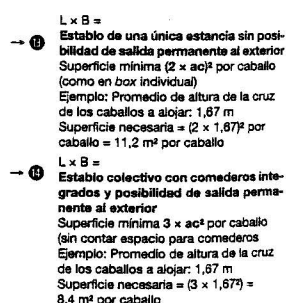 L x B =
→ 13 Establo de una única estancia sin posi-
bilidad de salida permanente al exterior
Superficie mínima (2 × ac)² por caballo
(como en box individual)
Ejemplo: Promedio de altura de la cruz
de los caballos a alojar: 1,67 m
Superficie necesaria = (2 × 1,67)² por
caballo = 11,2 m² por caballo
L x B =
→ 14 Establo colectivo con comederos inte-
grados y posibilidad de salida perma-
nente al exterior
Superficie mínima 3 × ac² por caballo
(sin contar espacio para comederos
Ejemplo: Promedio de altura de la cruz
de los caballos a alojar: 1,67 m
Superficie necesaria = (3 × 1,67²) =
8,4 m² por caballo